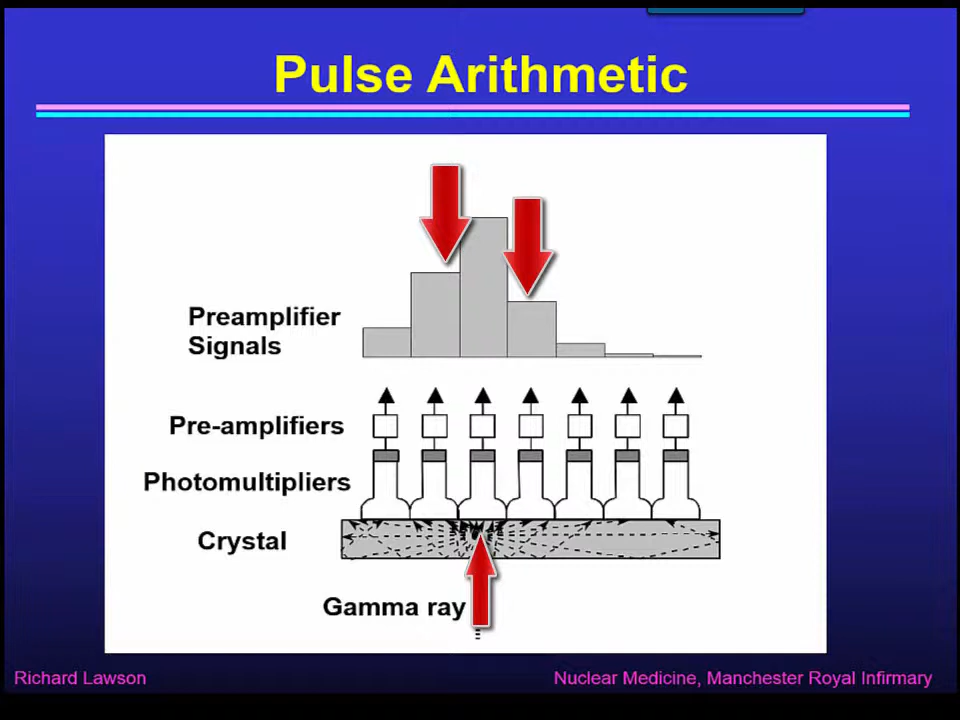 Pulse Arithmetic
Preamplifier
Signals
Pre-amplifiers
Photomultipliers
Crystal
Gamma ray
Richard Lawson
Nuclear Medicine, Manchester Royal Infirmary